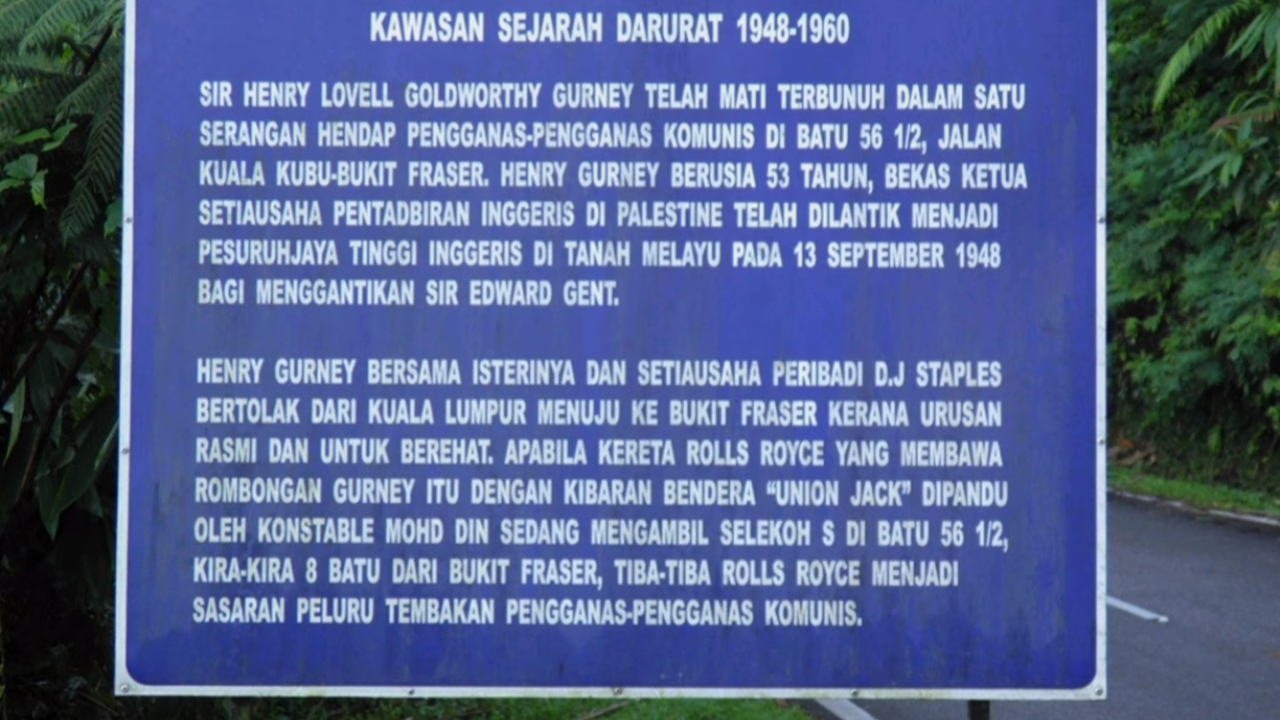 KAWASAN SEJARAH DARURAT 1948-1960
SIR HENRY LOVELL GOLDWORTHY GURNEY TELAH MATI TERBUNUH DALAM SATU
SERANGAN HENDAP PENGGANAS-PENGGANAS KOMUNIS DI BATU 56 1/2, JALAN
KUALA KUBU-BUKIT FRASER. HENRY GURNEY BERUSIA 53 TAHUN, BEKAS KETUA
SETIAUSAHA PENTADBIRAN INGGERIS DI PALESTINE TELAH DILANTIK MENJADI
PESURUHJAYA TINGGI INGGERIS DI TANAH MELAYU PADA 13 SEPTEMBER 1948
BAGI MENGGANTIKAN SIR EDWARD GENT.
HENRY GURNEY BERSAMA ISTERINYA DAN SETIAUSAHA PERIBADI D.J STAPLES
BERTOLAK DARI KUALA LUMPUR MENUJU KE BUKIT FRASER KERANA URUSAN
RASMI DAN UNTUK BEREHAT. APABILA KERETA ROLLS ROYCE YANG MEMBAWA
ROMBONGAN GURNEY ITU DENGAN KIBARAN BENDERA “UNION JACK” DIPANDU
OLEH KONSTABLE MOHD DIN SEDANG MENGAMBIL SELEKOH S DI BATU 56 1/2,
KIRA-KIRA 8 BATU DARI BUKIT FRASER, TIBA-TIBA ROLLS ROYCE MENJADI
SASARAN PELURU TEMBAKAN PENGGANAS-PENGGANAS KOMUNIS.